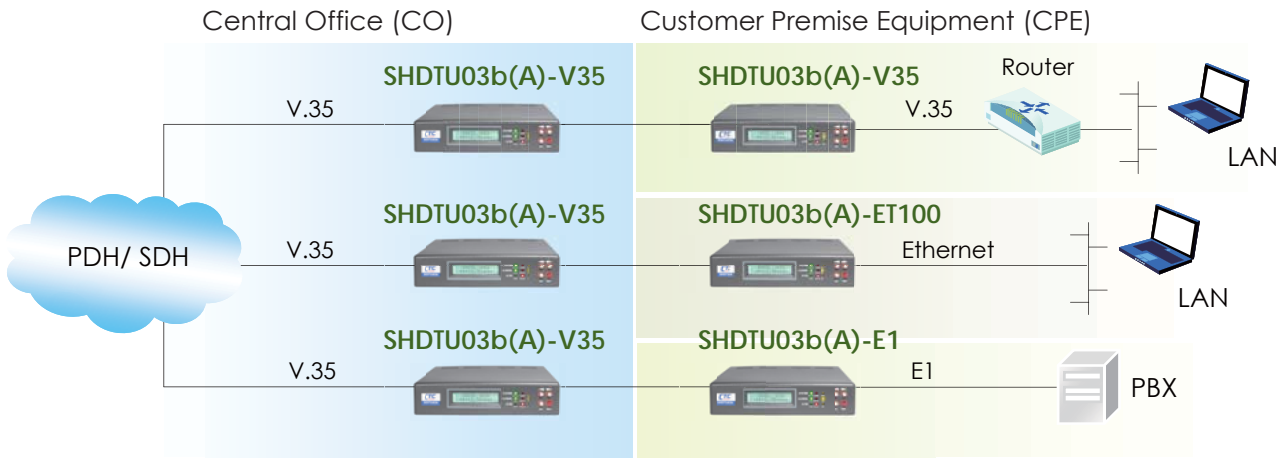 Central Office (CO)
Customer Premise Equipment (CPE)
SHDTU03b(A)-V35
SHDTU03b(A)-V35
Router
V.35
V.35
LAN
SHDTU03b(A)-V35
SHDTU03b(A)-ET100
PDH/ SDH
V.35
Ethernet
LAN
SHDTU03b(A)-V35
SHDTU03b(A)-E1
V.35
E1
PBX